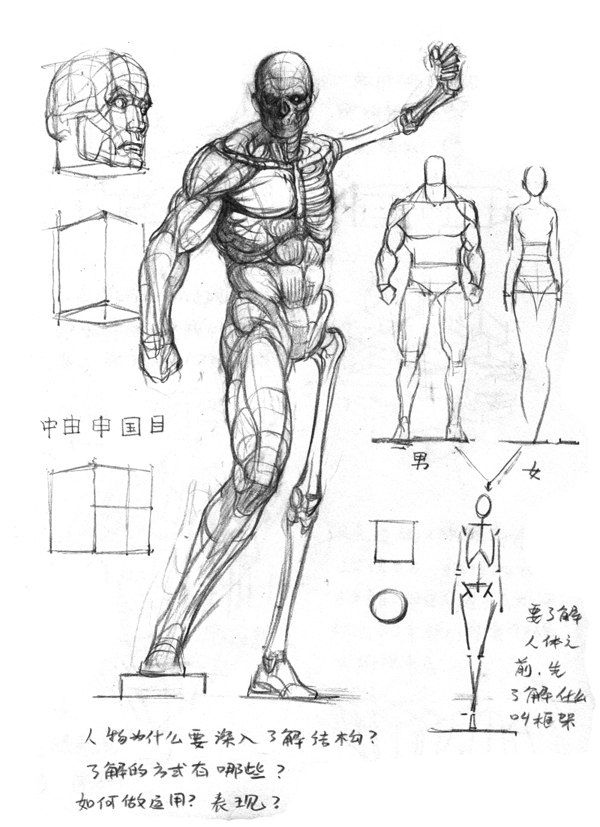 中由申国目
男
女
要了解
人体之
前，先
了解什么
叫框架
人物为什么要深入了解结构？
了解的方式有哪些？
如何做运用？表现？